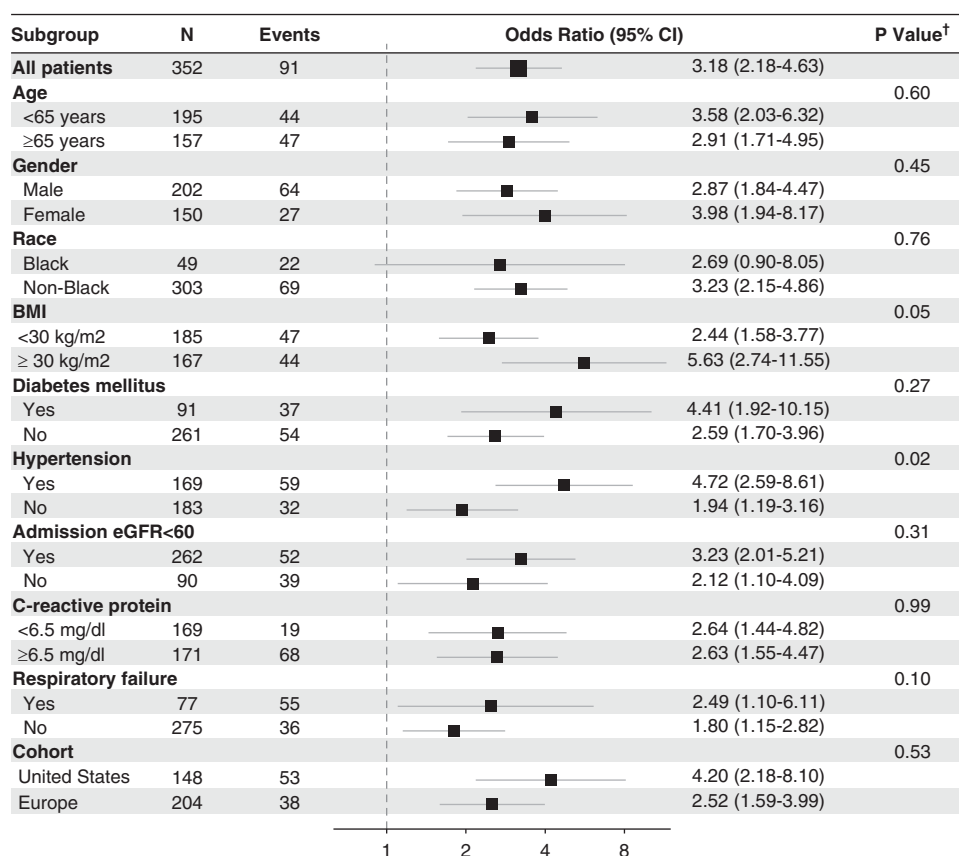 Subgroup N Events Odds Ratio (95% CI) P Value†
All patients 352 91 3.18 (2.18-4.63)
Age 0.60
<65 years 195 44 3.58 (2.03-6.32)
≥65 years 157 47 2.91 (1.71-4.95)
Gender 0.45
Male 202 64 2.87 (1.84-4.47)
Female 150 27 3.98 (1.94-8.17)
Race 0.76
Black 49 22 2.69 (0.90-8.05)
Non-Black 303 69 3.23 (2.15-4.86)
BMI 0.05
<30 kg/m2 185 47 2.44 (1.58-3.77)
≥ 30 kg/m2 167 44 5.63 (2.74-11.55)
Diabetes mellitus 0.27
Yes 91 37 4.41 (1.92-10.15)
No 261 54 2.59 (1.70-3.96)
Hypertension 0.02
Yes 169 59 4.72 (2.59-8.61)
No 183 32 1.94 (1.19-3.16)
Admission eGFR<60 0.31
Yes 262 52 3.23 (2.01-5.21)
No 90 39 2.12 (1.10-4.09)
C-reactive protein 0.99
<6.5 mg/dl 169 19 2.64 (1.44-4.82)
≥6.5 mg/dl 171 68 2.63 (1.55-4.47)
Respiratory failure 0.10
Yes 77 55 2.49 (1.10-6.11)
No 275 36 1.80 (1.15-2.82)
Cohort 0.53
United States 148 53 4.20 (2.18-8.10)
Europe 204 38 2.52 (1.59-3.99)
1 2 4 8